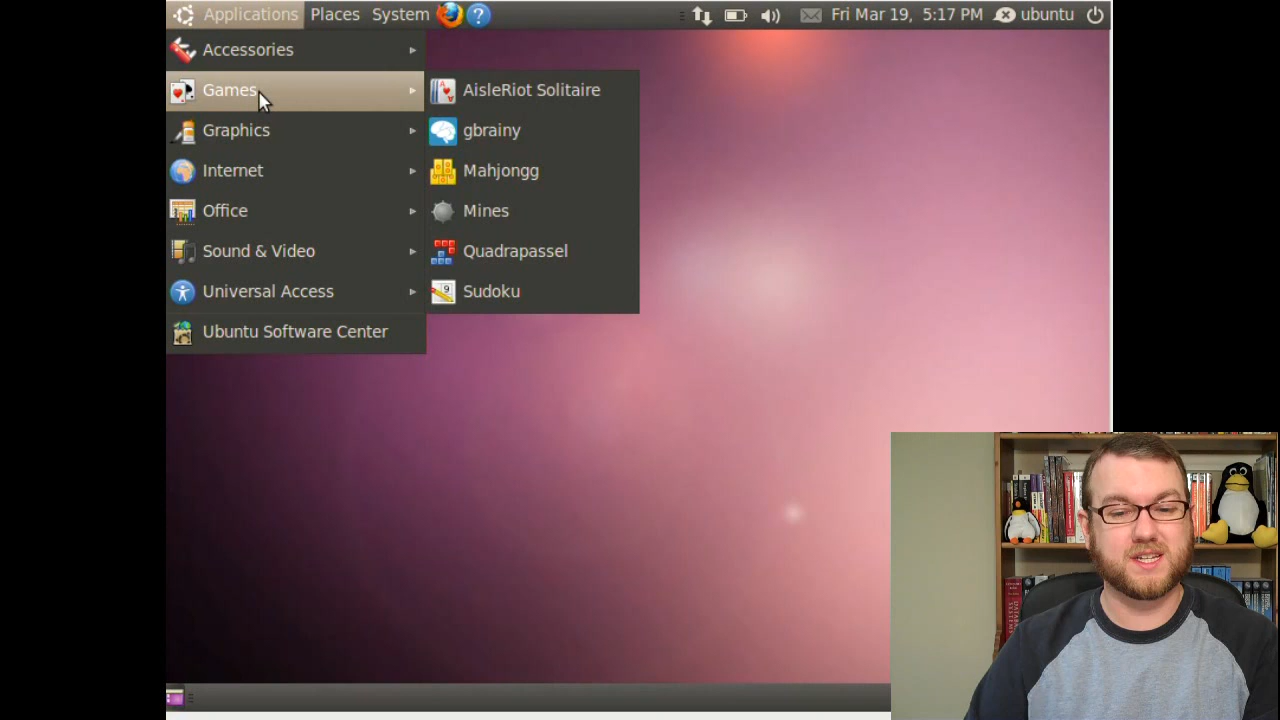 Applications Places System ? Fri Mar 19, 5:17 PM ubuntu
Accessories
Games
Graphics
Internet
Office
Sound & Video
Universal Access
Ubuntu Software Center
AisleRiot Solitaire
gbrainy
Mahjongg
Mines
Quadrapassel
Sudoku